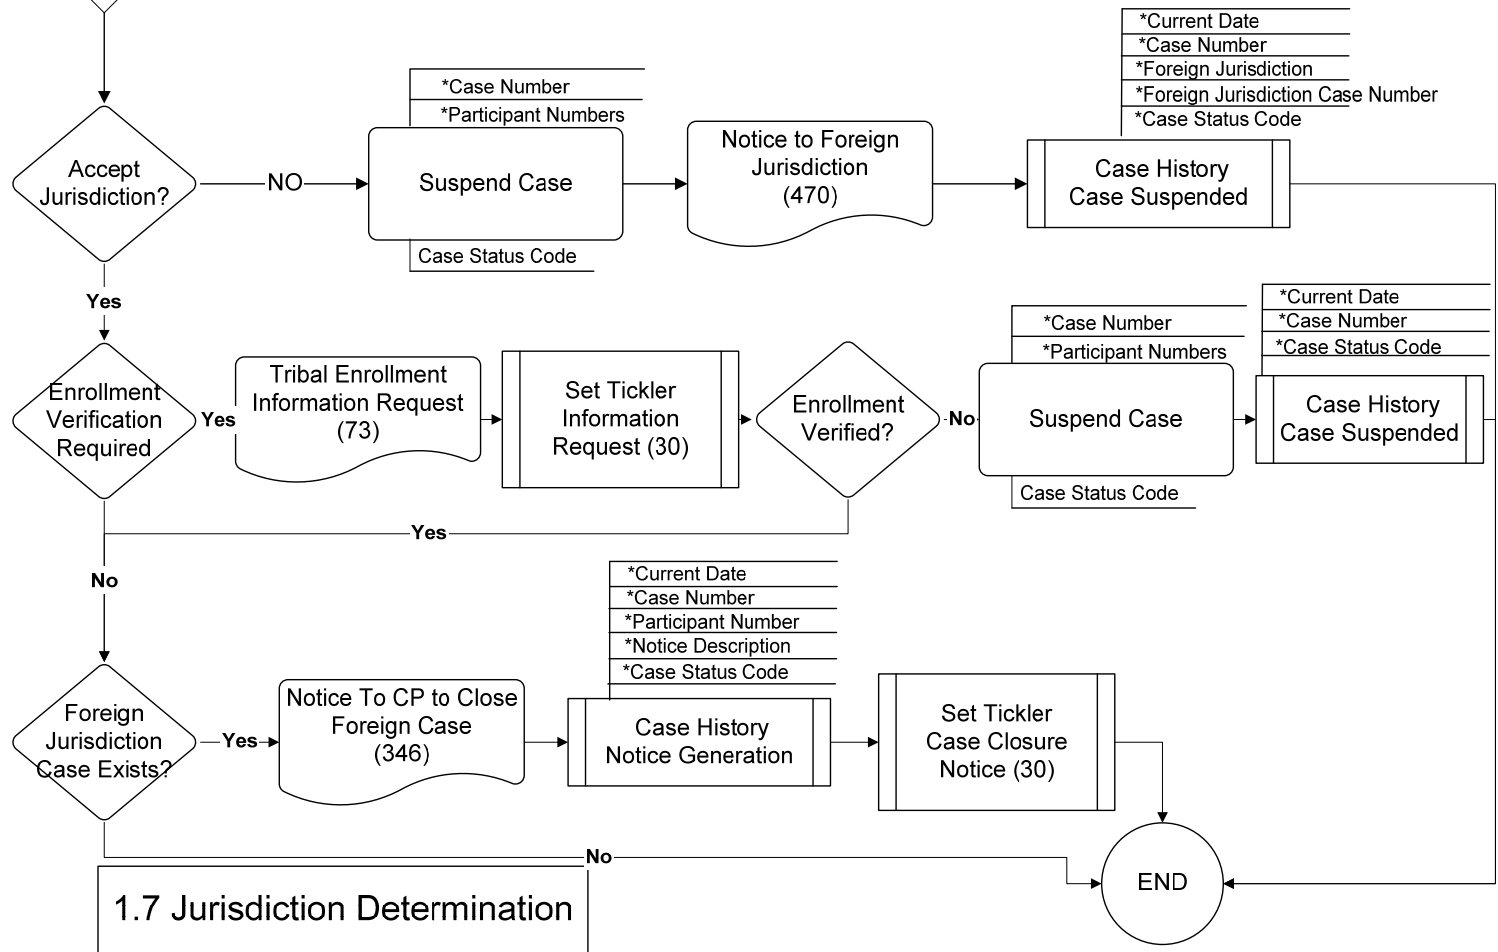 *Current Date
*Case Number
*Foreign Jurisdiction
*Foreign Jurisdiction Case Number
*Case Status Code
*Case Number
*Participant Numbers
Accept
Jurisdiction?
NO
Suspend Case
Case Status Code
Notice to Foreign
Jurisdiction
(470)
Case History
Case Suspended
Yes
*Current Date
*Case Number
*Case Status Code
*Case Number
*Participant Numbers
Enrollment
Verification
Required
Yes
Tribal Enrollment
Information Request
(73)
Set Tickler
Information
Request (30)
Enrollment
Verified?
No
Suspend Case
Case Status Code
Case History
Case Suspended
Yes
No
*Current Date
*Case Number
*Participant Number
*Notice Description
*Case Status Code
Foreign
Jurisdiction
Case Exists?
Yes
Notice To CP to Close
Foreign Case
(346)
Case History
Notice Generation
Set Tickler
Case Closure
Notice (30)
No
END
1.7 Jurisdiction Determination